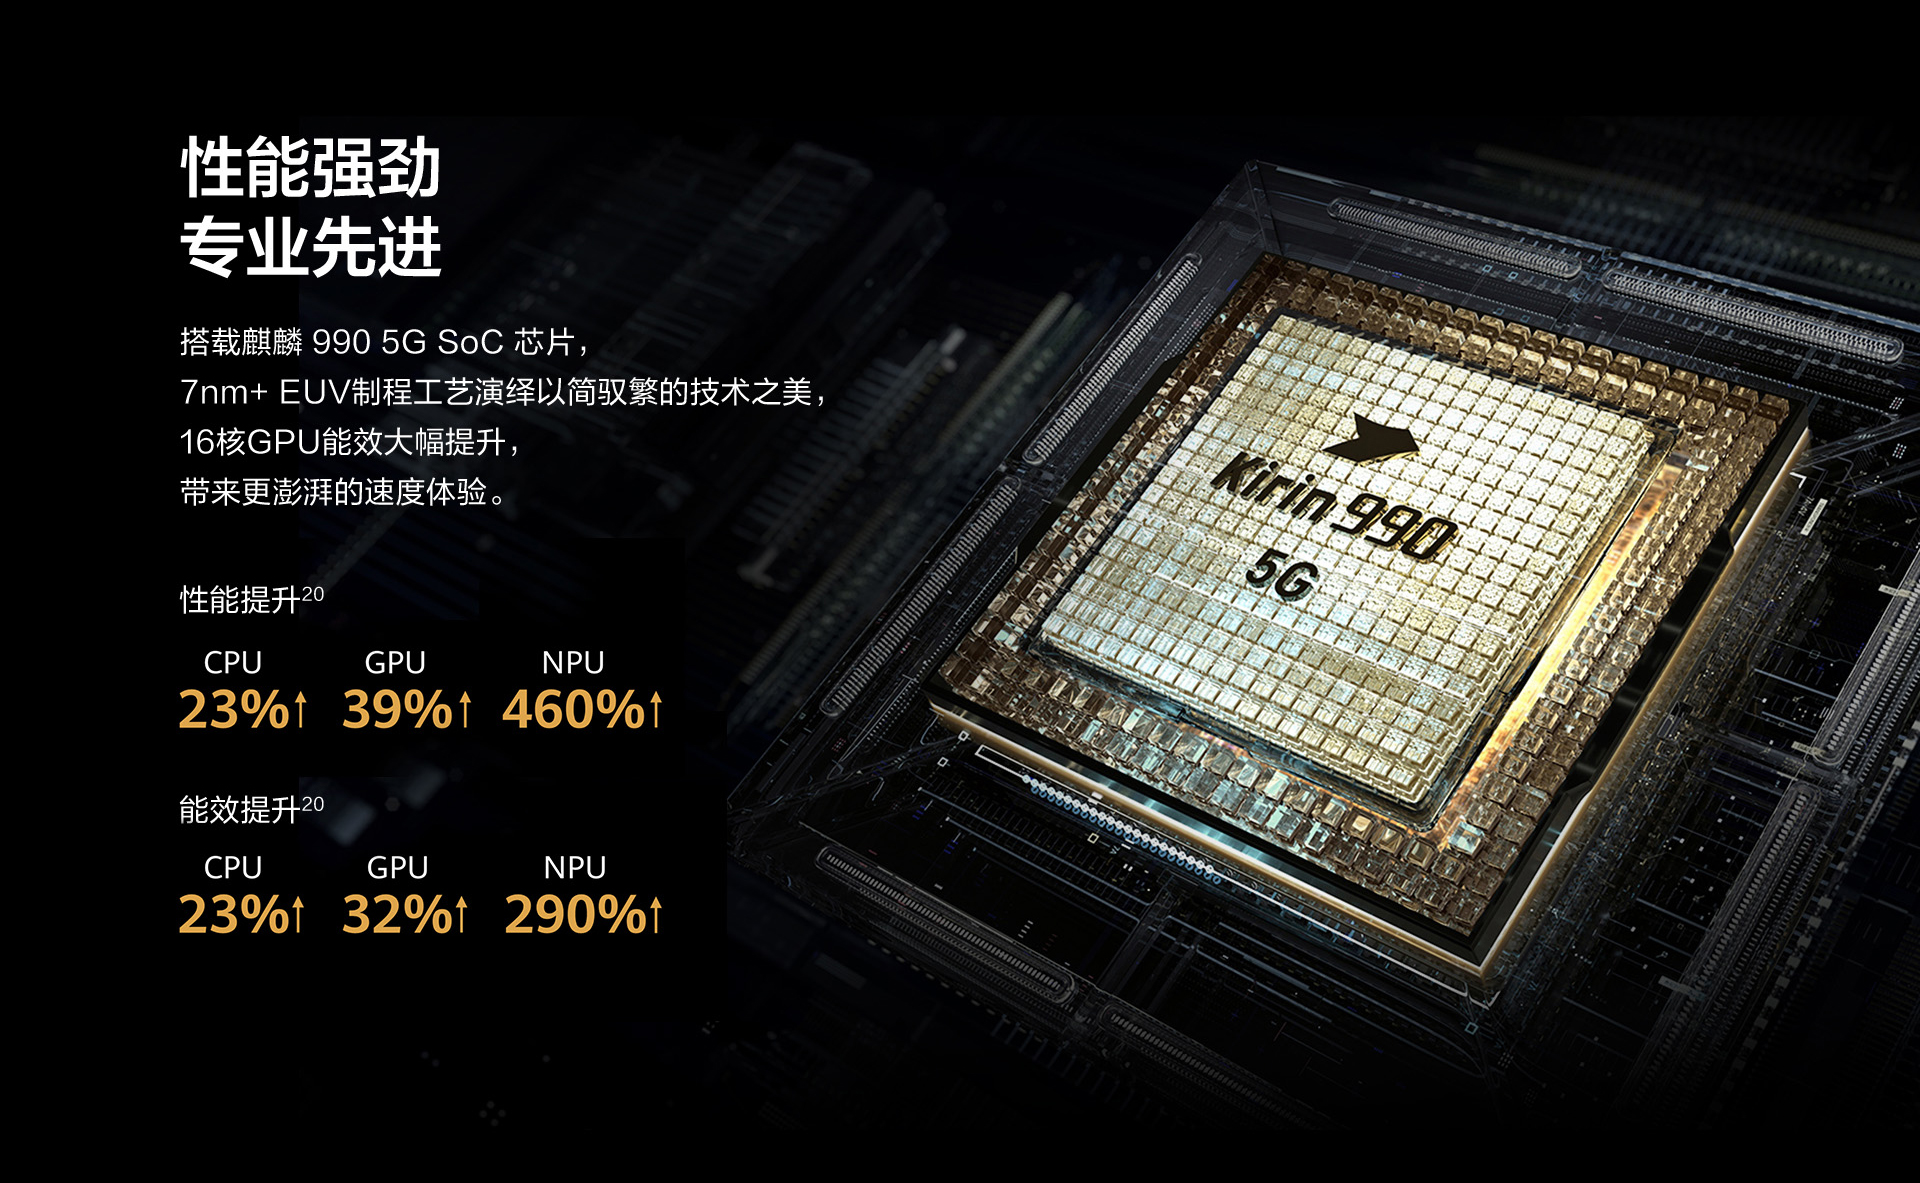 性能强劲
专业先进
搭载麒麟 990 5G SoC 芯片，
7nm+ EUV制程工艺演绎以简驭繁的技术之美，
16核GPU能效大幅提升，
带来更澎湃的速度体验。
性能提升20
CPU GPU NPU
23%↑ 39%↑ 460%↑
能效提升20
CPU GPU NPU
23%↑ 32%↑ 290%↑
Kirin 990
5G